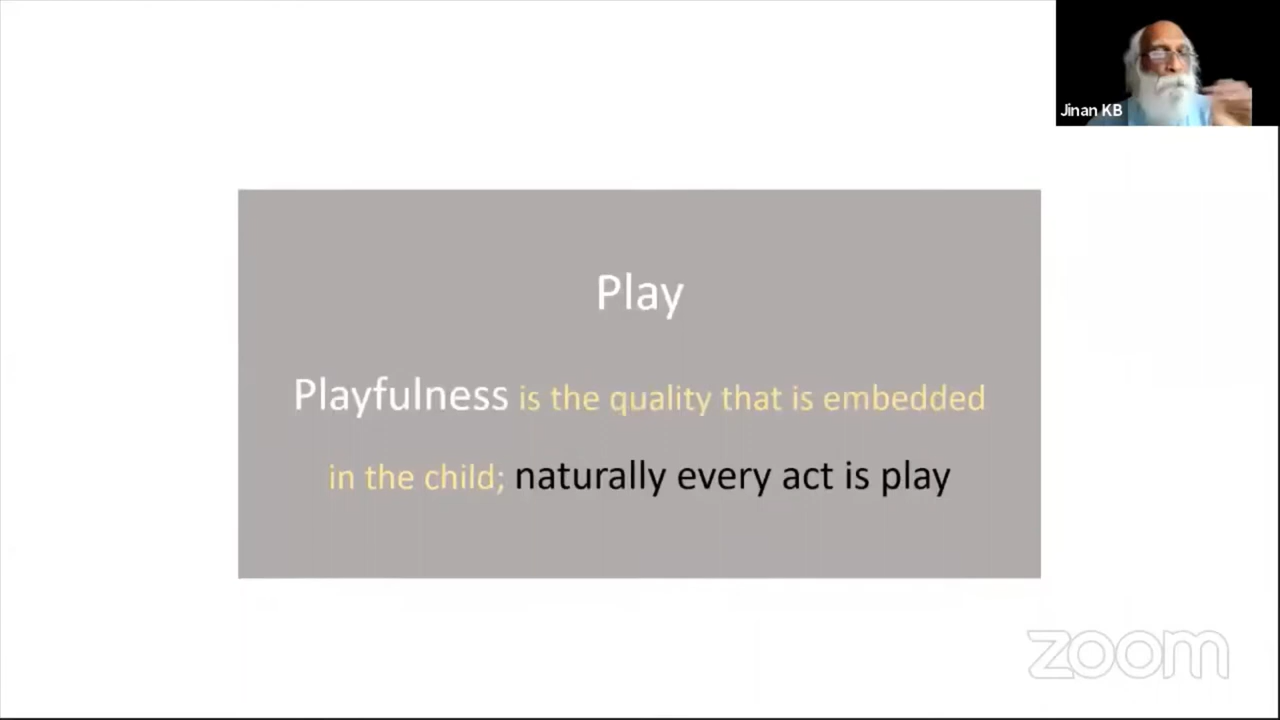 Jinan KB
Play
Playfulness is the quality that is embedded
in the child; naturally every act is play
zoom